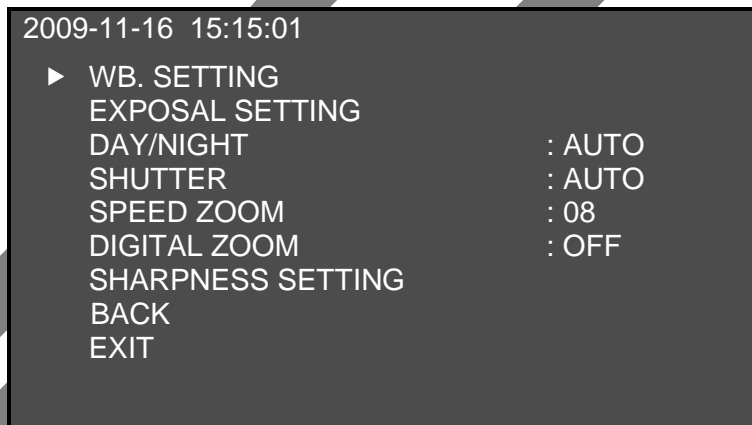 2009-11-16 15:15:01
▶ WB. SETTING
EXPOSAL SETTING
DAY/NIGHT : AUTO
SHUTTER : AUTO
SPEED ZOOM : 08
DIGITAL ZOOM : OFF
SHARPNESS SETTING
BACK
EXIT